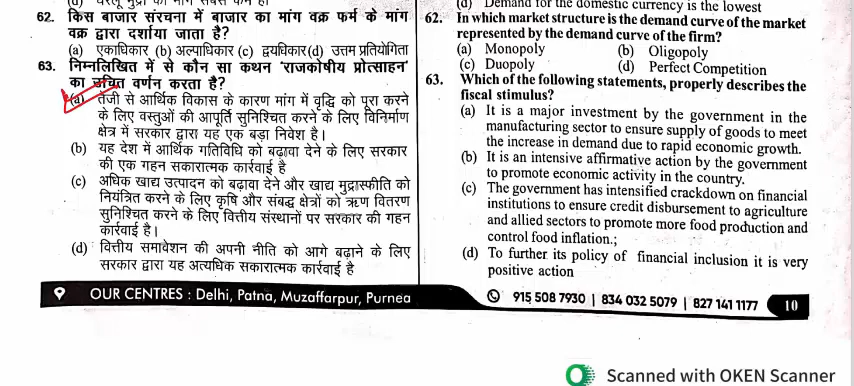 (d) घरेलू मुद्रा की मांग सबसे कम हो
62. किस बाजार संरचना में बाजार का मांग वक्र फर्म के मांग
वक्र द्वारा दर्शाया जाता है?
(a) एकाधिकार (b) अल्पाधिकार (c) द्वयधिकार(d) उत्तम प्रतियोगिता
63. निम्नलिखित में से कौन सा कथन 'राजकोषीय प्रोत्साहन'
का उचित वर्णन करता है?
(a) तेजी से आर्थिक विकास के कारण मांग में वृद्धि को पूरा करने
के लिए वस्तुओं की आपूर्ति सुनिश्चित करने के लिए विनिर्माण
क्षेत्र में सरकार द्वारा यह एक बड़ा निवेश है।
(b) यह देश में आर्थिक गतिविधि को बढ़ावा देने के लिए सरकार
की एक गहन सकारात्मक कार्रवाई है
(c) अधिक खाद्य उत्पादन को बढ़ावा देने और खाद्य मुद्रास्फीति को
नियंत्रित करने के लिए कृषि और संबद्ध क्षेत्रों को ऋण वितरण
सुनिश्चित करने के लिए वित्तीय संस्थानों पर सरकार की गहन
कार्रवाई है।
(d) वित्तीय समावेशन की अपनी नीति को आगे बढ़ाने के लिए
सरकार द्वारा यह अत्यधिक सकारात्मक कार्रवाई है
(d) Demand for the domestic currency is the lowest
62. In which market structure is the demand curve of the market
represented by the demand curve of the firm?
(a) Monopoly (b) Oligopoly
(c) Duopoly (d) Perfect Competition
63. Which of the following statements, properly describes the
fiscal stimulus?
(a) It is a major investment by the government in the
manufacturing sector to ensure supply of goods to meet
the increase in demand due to rapid economic growth.
(b) It is an intensive affirmative action by the government
to promote economic activity in the country.
(c) The government has intensified crackdown on financial
institutions to ensure credit disbursement to agriculture
and allied sectors to promote more food production and
control food inflation.;
(d) To further its policy of financial inclusion it is very
positive action
OUR CENTRES : Delhi, Patna, Muzaffarpur, Purnea
915 508 7930 | 834 032 5079 | 827 141 1177 10
Scanned with OKEN Scanner